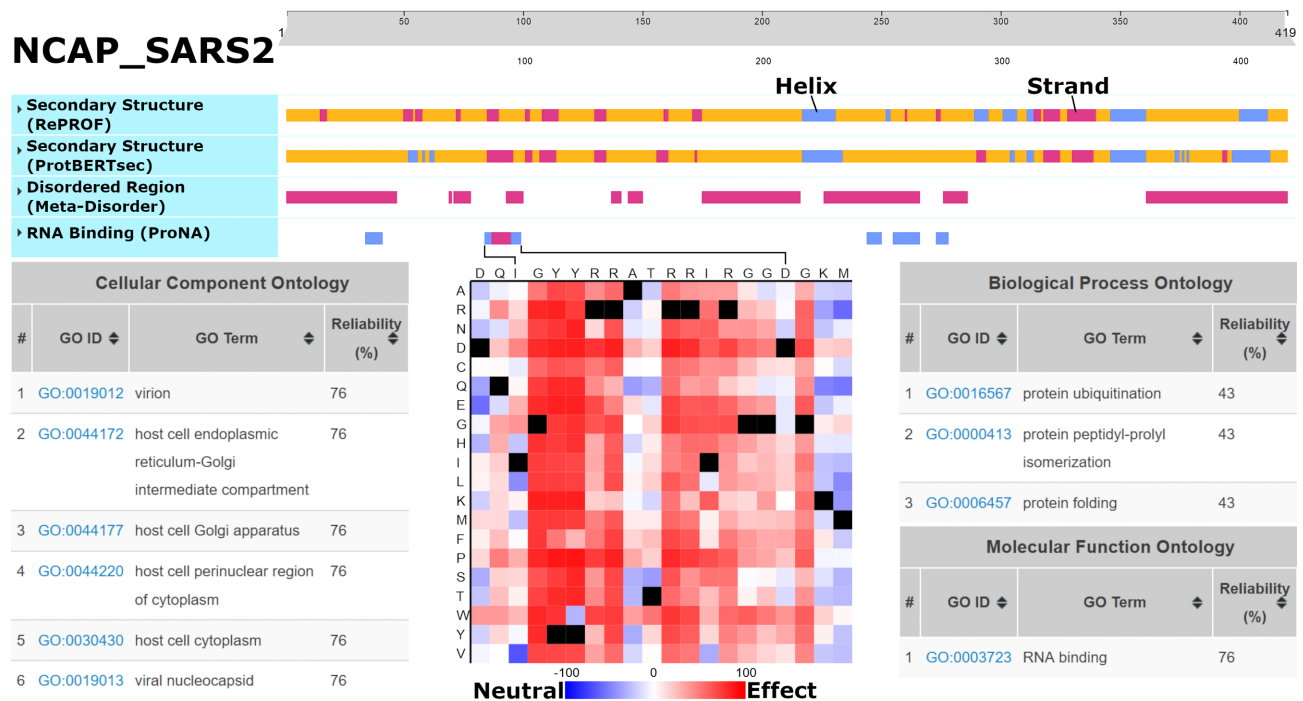 50 100 150 200 250 300 350 400
1 419
NCAP_SARS2
100 200 300 400
Helix Strand
Secondary Structure
(RePROF)
Secondary Structure
(ProtBERTsec)
Disordered Region
(Meta-Disorder)
RNA Binding (ProNA)
Cellular Component Ontology
# GO ID GO Term Reliability
(%)
1 GO:0019012 virion 76
2 GO:0044172 host cell endoplasmic 76
reticulum-Golgi
intermediate compartment
3 GO:0044177 host cell Golgi apparatus 76
4 GO:0044220 host cell perinuclear region 76
of cytoplasm
5 GO:0030430 host cell cytoplasm 76
6 GO:0019013 viral nucleocapsid 76
D Q I G Y Y R R A T R R I R G G D G K M
A
R
N
D
C
Q
E
G
H
I
L
K
M
F
P
S
T
W
Y
V
-100 0 100
Neutral Effect
Biological Process Ontology
# GO ID GO Term Reliability
(%)
1 GO:0016567 protein ubiquitination 43
2 GO:0000413 protein peptidyl-prolyl 43
isomerization
3 GO:0006457 protein folding 43
Molecular Function Ontology
# GO ID GO Term Reliability
(%)
1 GO:0003723 RNA binding 76